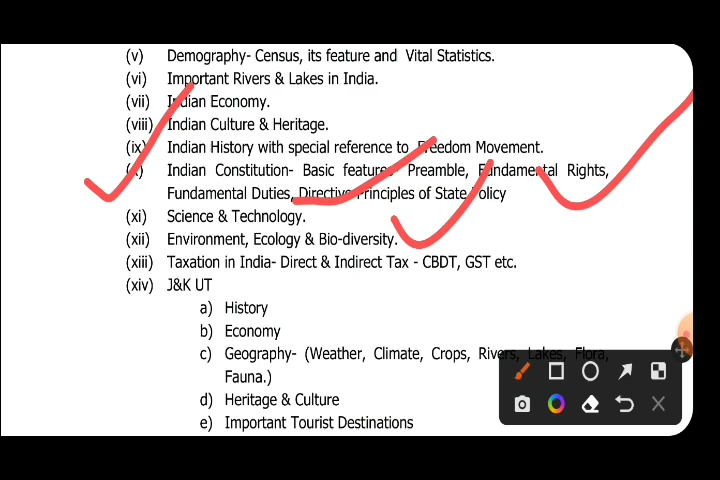 (v) Demography- Census, its feature and Vital Statistics.
(vi) Important Rivers & Lakes in India.
(vii) Indian Economy.
(viii) Indian Culture & Heritage.
(ix) Indian History with special reference to Freedom Movement.
(x) Indian Constitution- Basic features- Preamble, Fundamental Rights,
Fundamental Duties, Directive Principles of State Policy
(xi) Science & Technology.
(xii) Environment, Ecology & Bio-diversity.
(xiii) Taxation in India- Direct & Indirect Tax - CBDT, GST etc.
(xiv) J&K UT
a) History
b) Economy
c) Geography- (Weather, Climate, Crops, Rivers, Lakes, Flora,
Fauna.)
d) Heritage & Culture
e) Important Tourist Destinations